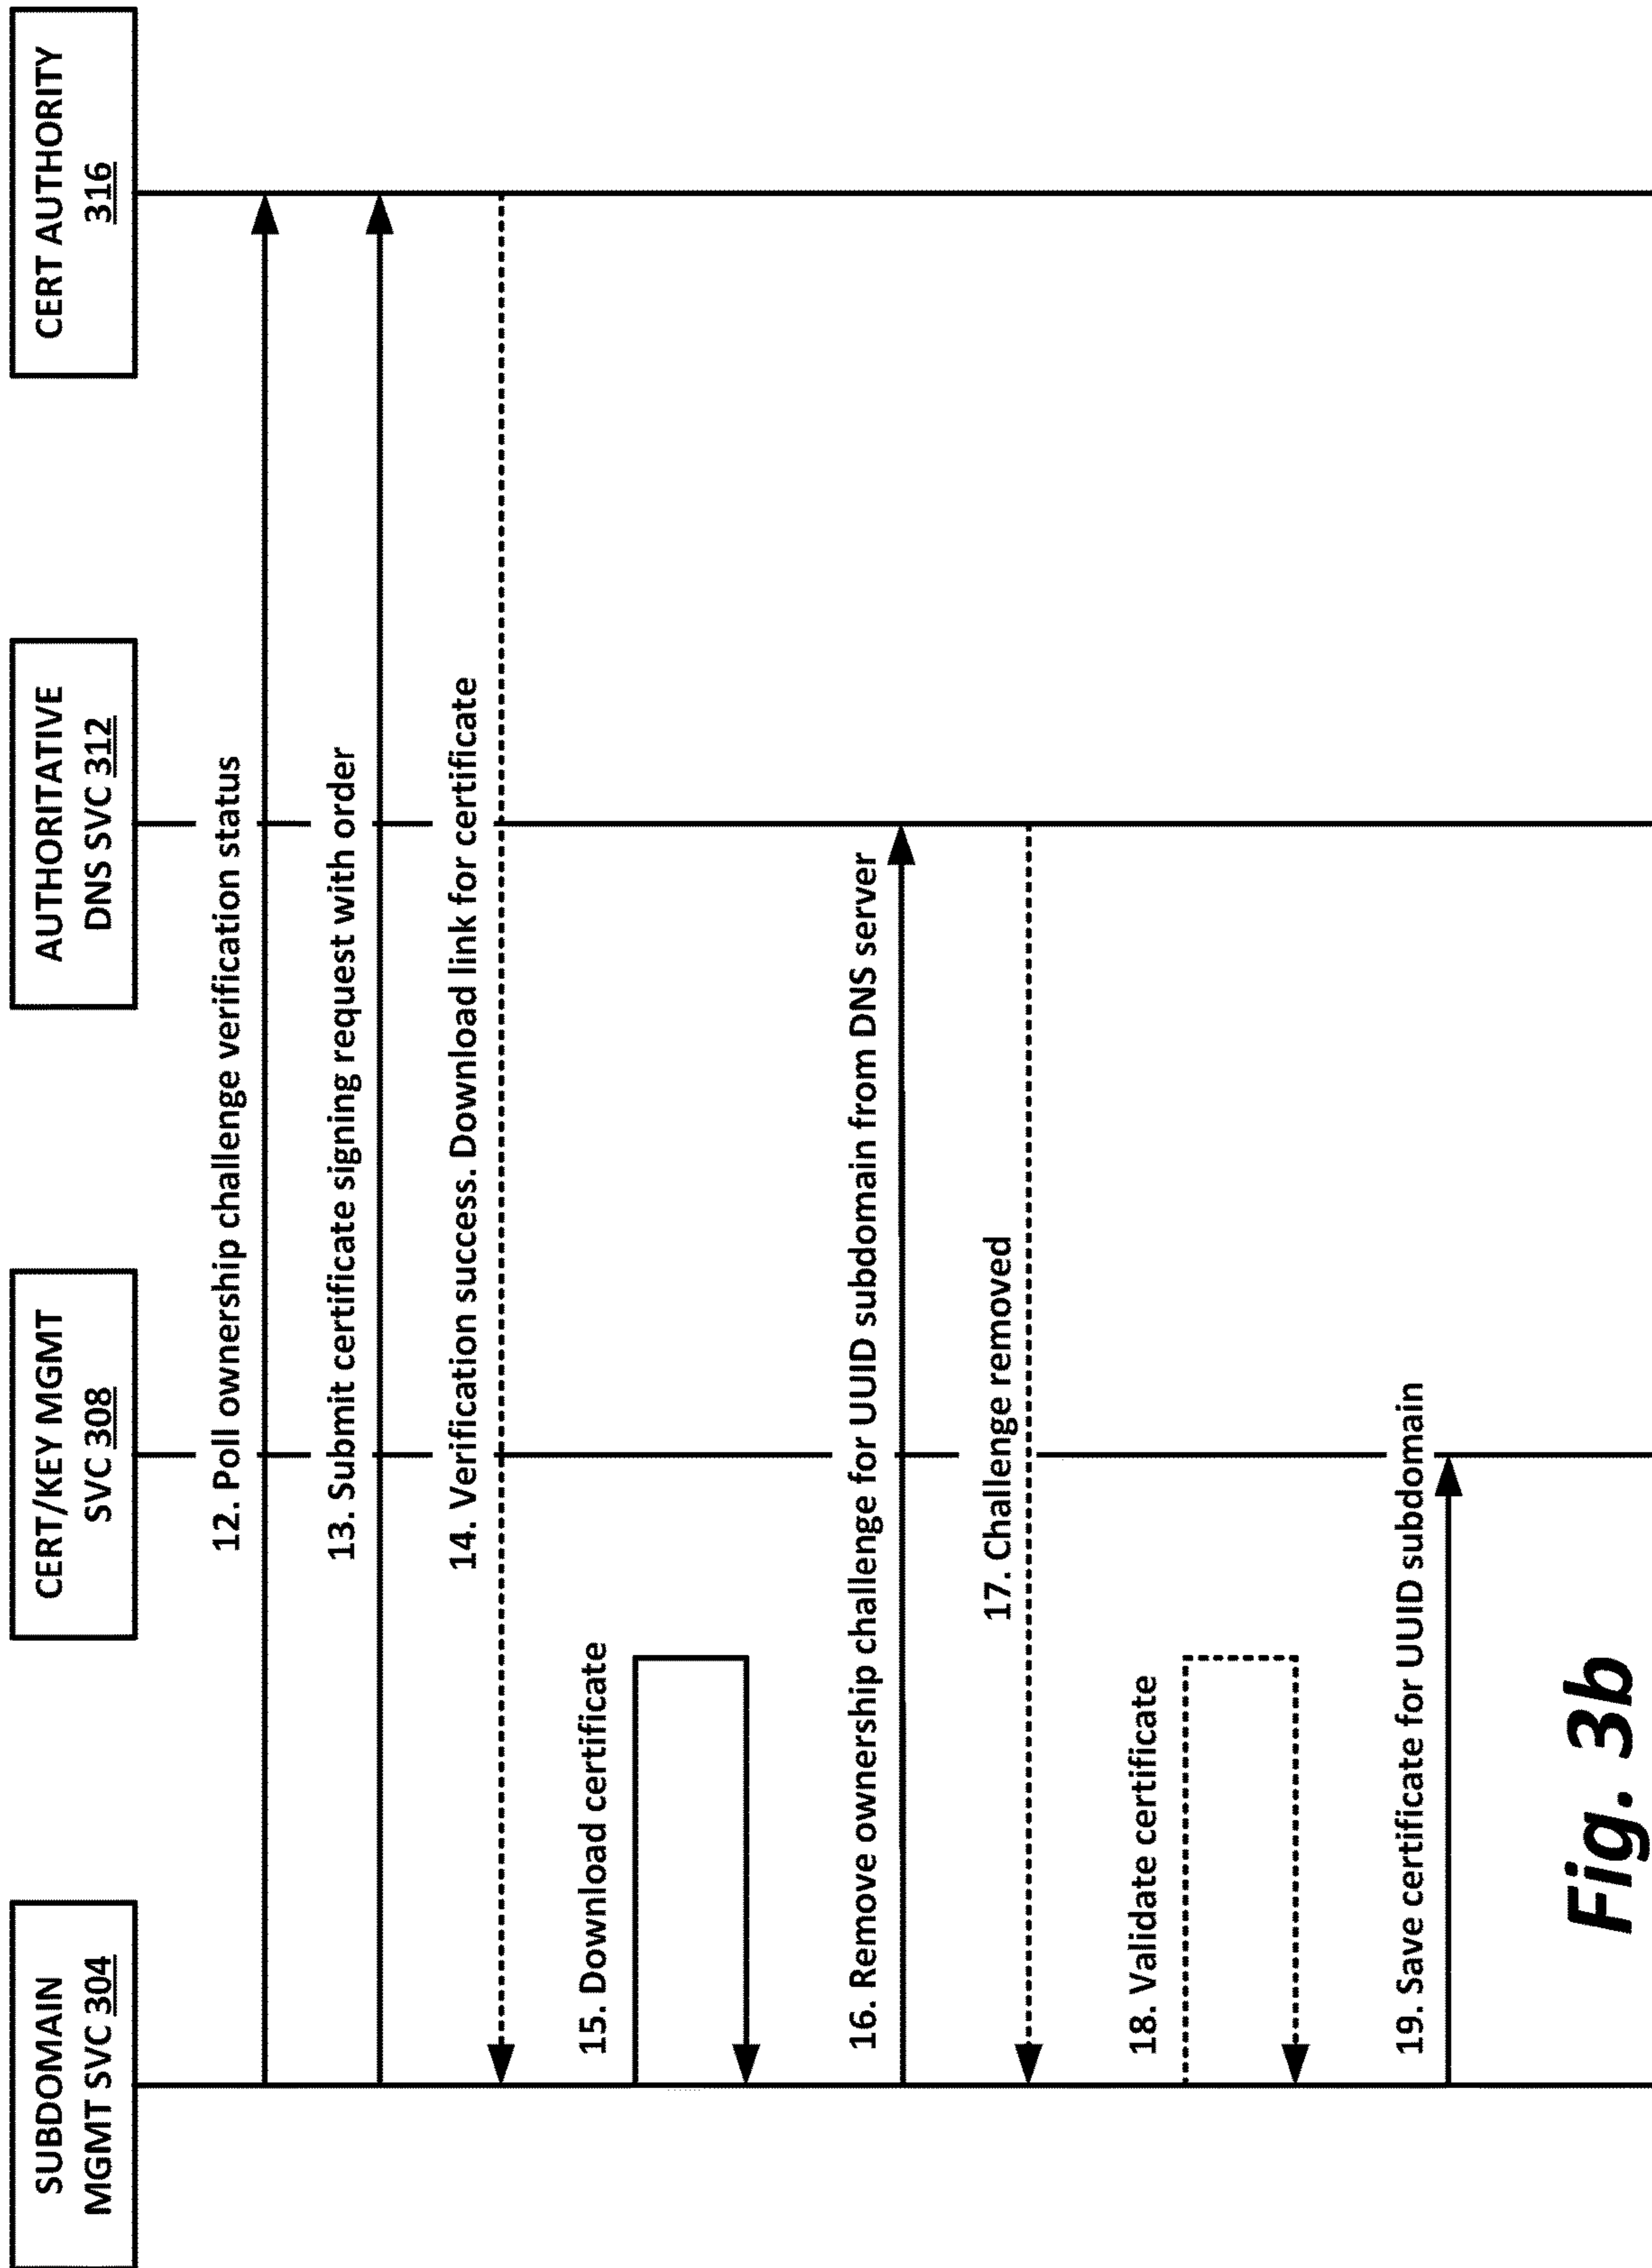 SUBDOMAIN
MGMT SVC 304
CERT/KEY MGMT
SVC 308
AUTHORITATIVE
DNS SVC 312
CERT AUTHORITY
316
12. Poll ownership challenge verification status
13. Submit certificate signing request with order
14. Verification success. Download link for certificate
15. Download certificate
16. Remove ownership challenge for UUID subdomain from DNS server
17. Challenge removed
18. Validate certificate
19. Save certificate for UUID subdomain
Fig. 3b